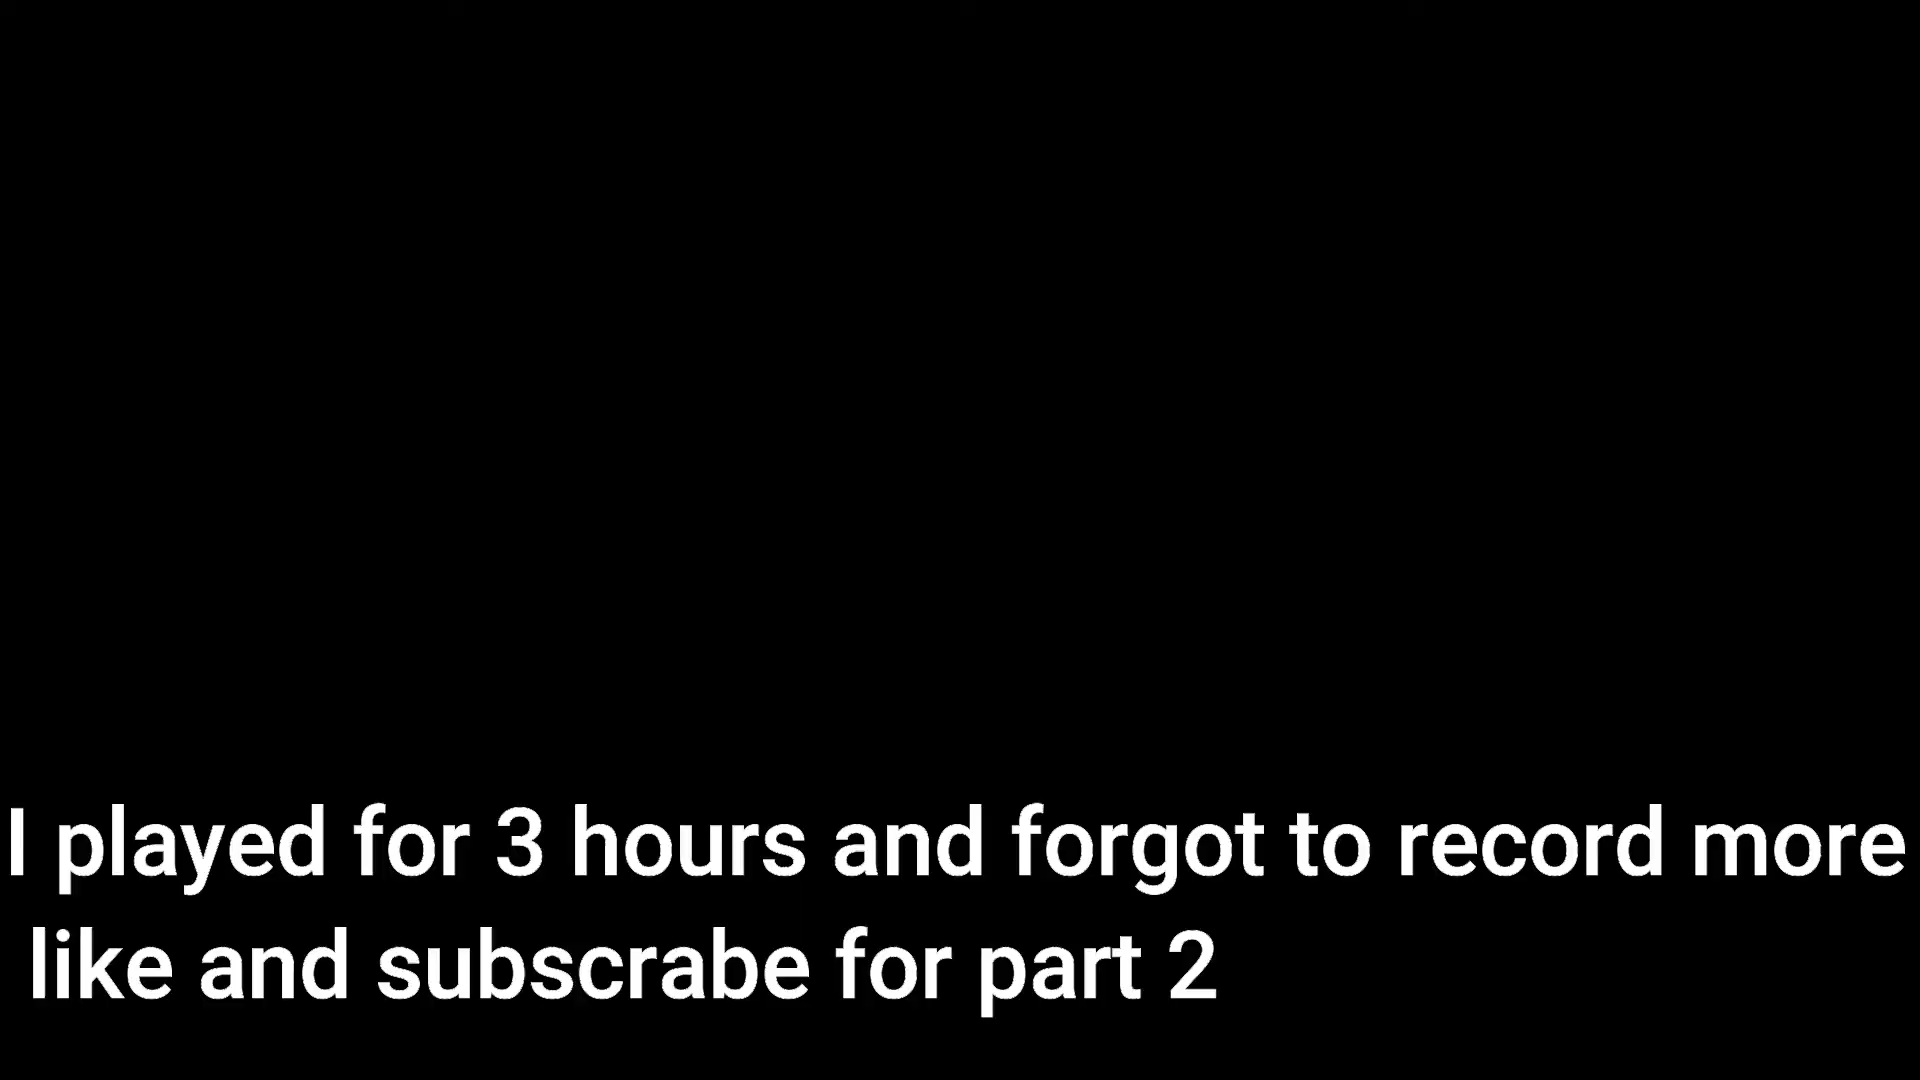 I played for 3 hours and forgot to record more
like and subscrabe for part 2